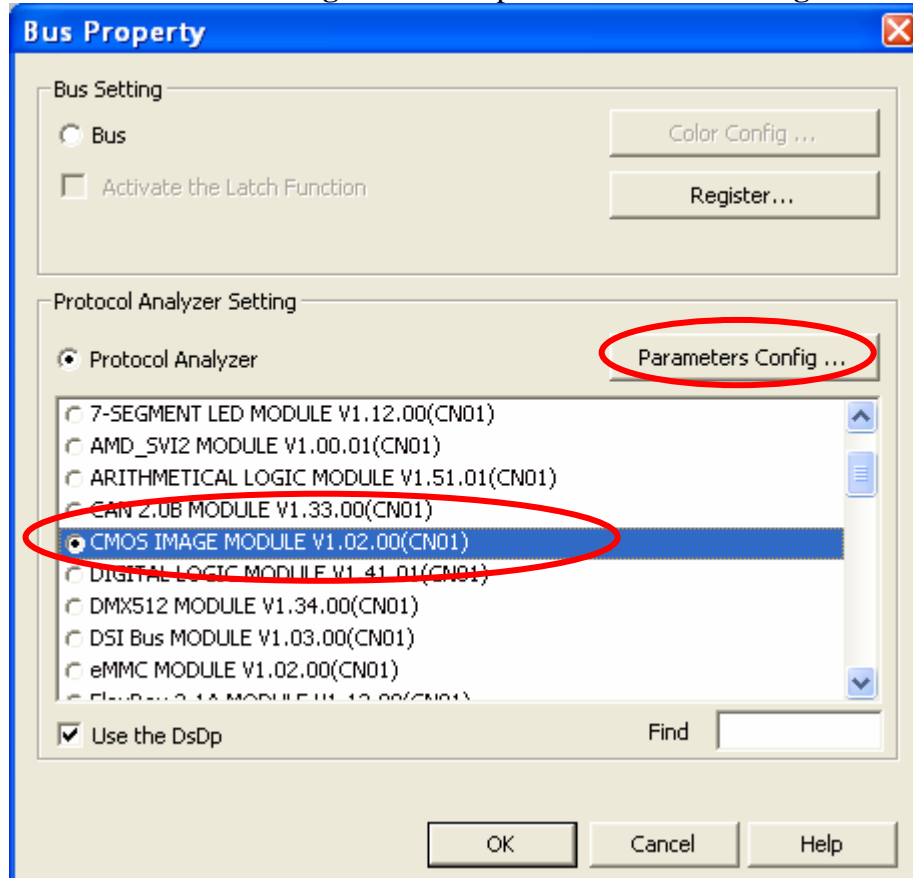 Bus Property
Bus Setting
Bus
Color Config ...
Activate the Latch Function
Register...
Protocol Analyzer Setting
Protocol Analyzer
Parameters Config ...
7-SEGMENT LED MODULE V1.12.00(CN01)
AMD_SVI2 MODULE V1.00.01(CN01)
ARITHMETICAL LOGIC MODULE V1.51.01(CN01)
CAN 2.0B MODULE V1.33.00(CN01)
CMOS IMAGE MODULE V1.02.00(CN01)
DIGITAL LOGIC MODULE V1.41.01(CN01)
DMX512 MODULE V1.34.00(CN01)
DSI Bus MODULE V1.03.00(CN01)
eMMC MODULE V1.02.00(CN01)
Use the DsDp
Find
OK
Cancel
Help